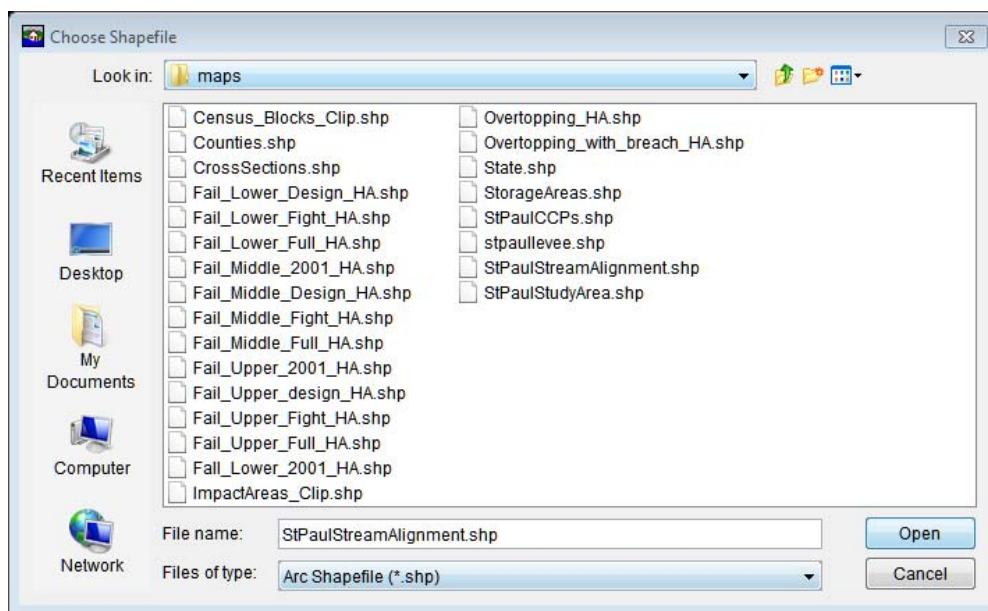 Choose Shapefile
Look in: maps
Recent Items
Desktop
My
Documents
Computer
Network
Census_Blocks_Clip.shp
Counties.shp
CrossSections.shp
Fail_Lower_Design_HA.shp
Fail_Lower_Fight_HA.shp
Fail_Lower_Full_HA.shp
Fail_Middle_2001_HA.shp
Fail_Middle_Design_HA.shp
Fail_Middle_Fight_HA.shp
Fail_Middle_Full_HA.shp
Fail_Upper_2001_HA.shp
Fail_Upper_design_HA.shp
Fail_Upper_Fight_HA.shp
Fail_Upper_Full_HA.shp
Fall_Lower_2001_HA.shp
ImpactAreas_Clip.shp
Overtopping_HA.shp
Overtopping_with_breach_HA.shp
State.shp
StorageAreas.shp
StPaulCCPs.shp
stpaullevee.shp
StPaulStreamAlignment.shp
StPaulStudyArea.shp
File name: StPaulStreamAlignment.shp Open
Files of type: Arc Shapefile (*.shp) Cancel